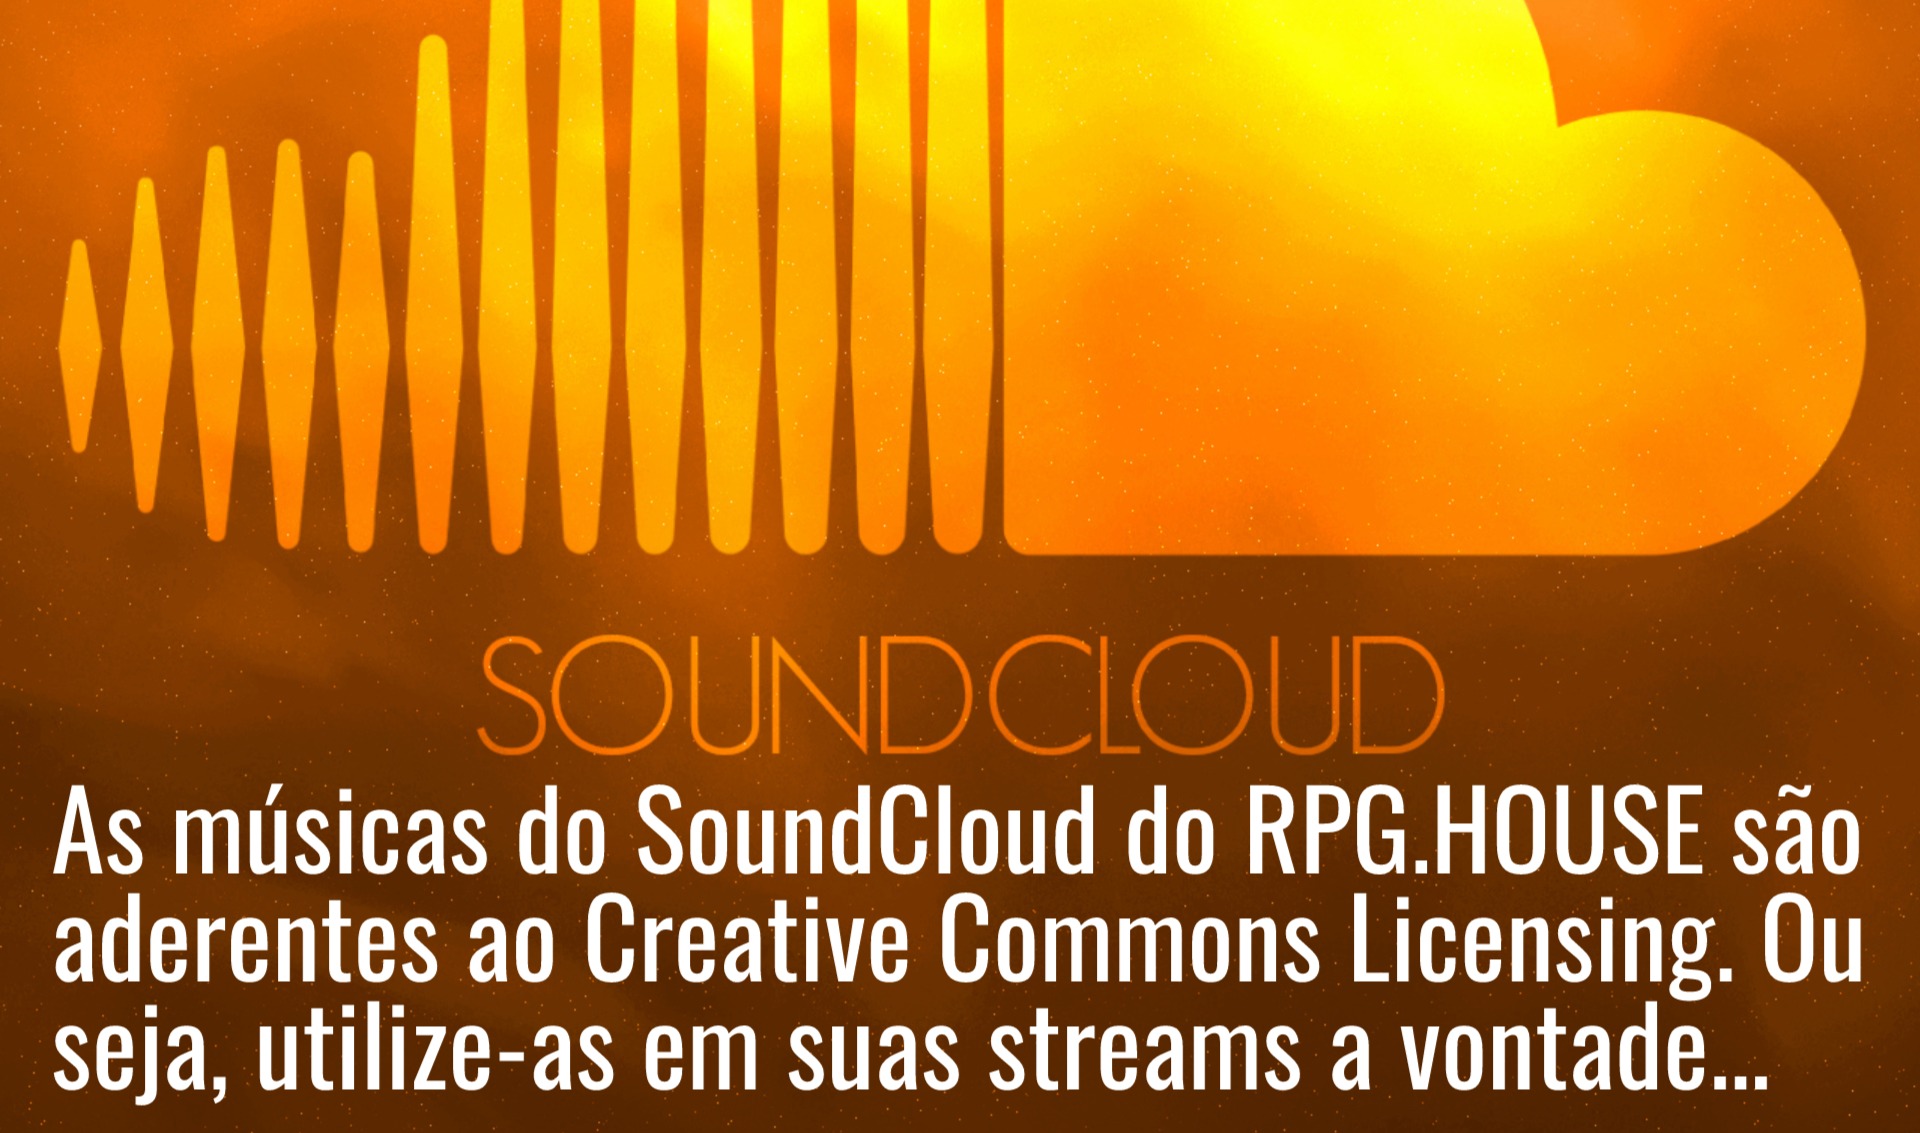 SOUNDCLOUD
As músicas do SoundCloud do RPG.HOUSE são
aderentes ao Creative Commons Licensing. Ou
seja, utilize-as em suas streams a vontade...